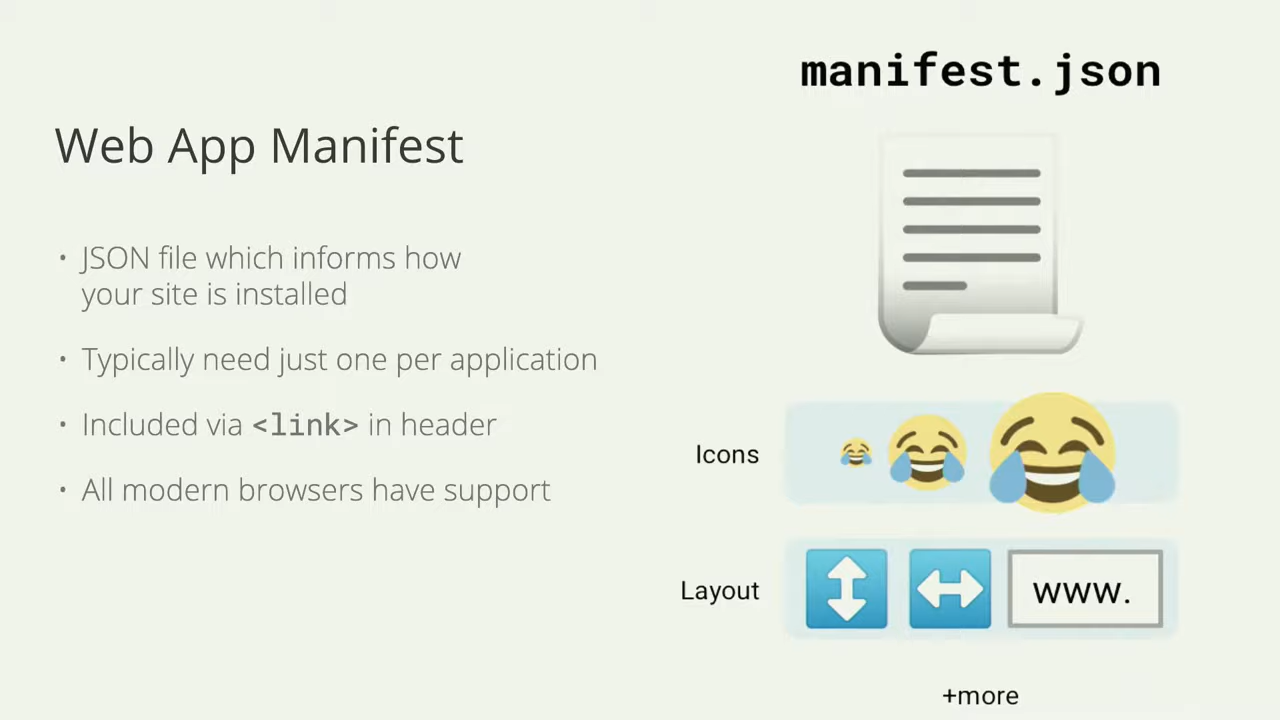 Web App Manifest
• JSON file which informs how
your site is installed
• Typically need just one per application
• Included via <link> in header
• All modern browsers have support
manifest.json
Icons
Layout
www.
+more